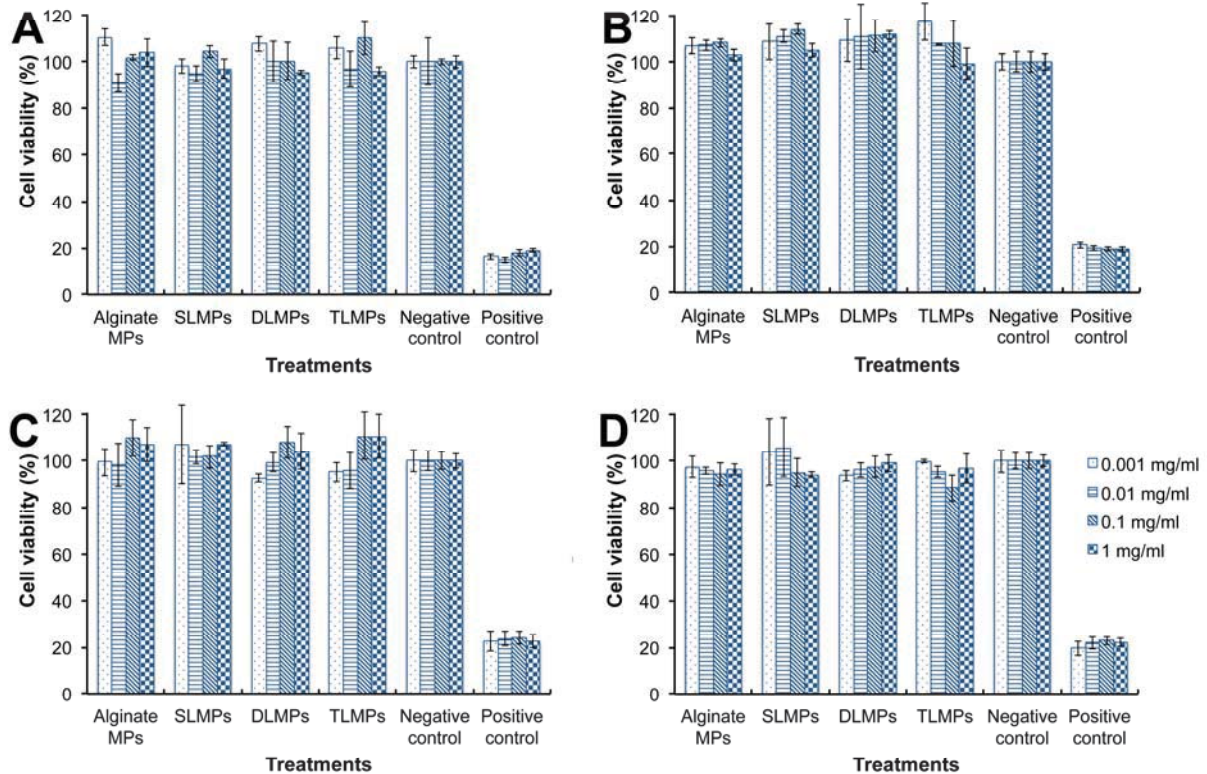 A
Cell viability (%)
120
100
80
60
40
20
0
Alginate MPs
SLMPs
DLMPs
TLMPs
Negative control
Positive control
Treatments
B
Cell viability (%)
120
100
80
60
40
20
0
Alginate MPs
SLMPs
DLMPs
TLMPs
Negative control
Positive control
Treatments
C
Cell viability (%)
120
100
80
60
40
20
0
Alginate MPs
SLMPs
DLMPs
TLMPs
Negative control
Positive control
Treatments
D
Cell viability (%)
120
100
80
60
40
20
0
Alginate MPs
SLMPs
DLMPs
TLMPs
Negative control
Positive control
Treatments
0.001 mg/ml
0.01 mg/ml
0.1 mg/ml
1 mg/ml